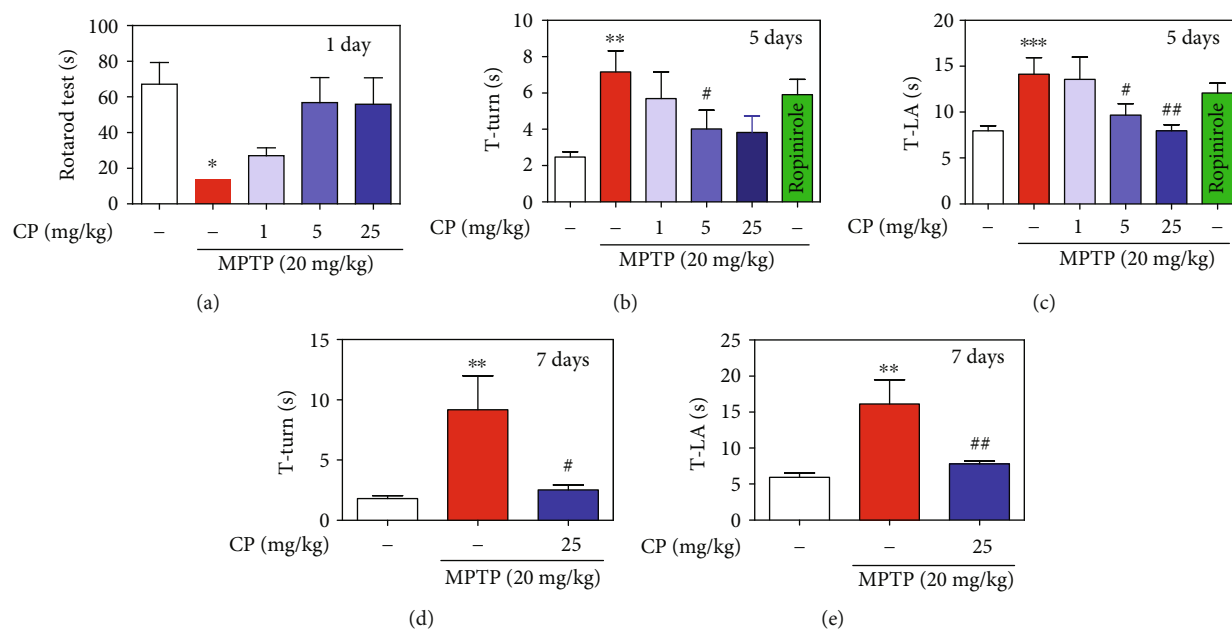 100
80
60
40
20
0
Rotarod test (s)
1 day
*
CP (mg/kg)
– – 1 5 25
MPTP (20 mg/kg)
(a)
10
8
6
4
2
0
T-turn (s)
5 days
**
#
Ropinirole
CP (mg/kg)
– – 1 5 25 –
MPTP (20 mg/kg)
(b)
20
15
10
5
0
T-LA (s)
5 days
***
#
##
Ropinirole
CP (mg/kg)
– – 1 5 25 –
MPTP (20 mg/kg)
(c)
15
10
5
0
T-turn (s)
7 days
**
#
CP (mg/kg)
– – 25
MPTP (20 mg/kg)
(d)
25
20
15
10
5
0
T-LA (s)
7 days
**
##
CP (mg/kg)
– – 25
MPTP (20 mg/kg)
(e)